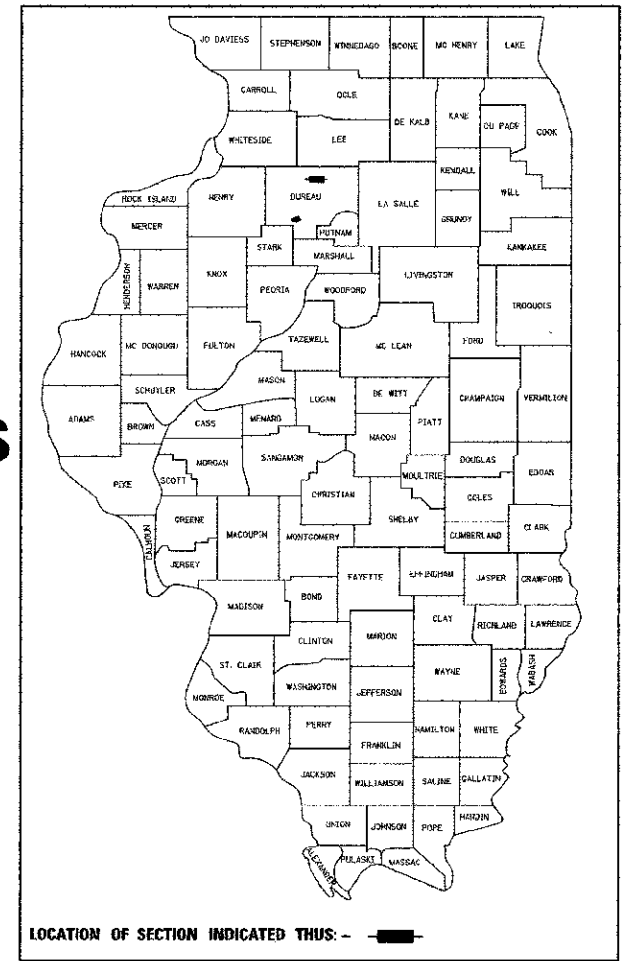 JO DAVIESS STEPHENSON WINNEBAGO BOONE MC HENRY LAKE
CARROLL OGLE
DE KALB KANE DU PAGE COOK
WHITESIDE LEE
KENDALL
ROCK ISLAND HENRY BUREAU LA SALLE GRUNDY WILL
MERCER PUTNAM
STARK MARSHALL KANKAKEE
HENDERSON WARREN KNOX PEORIA WOODFORD LIVINGSTON
IROQUOIS
TAZEWELL MC LEAN FORD
HANCOCK MC DONOUGH FULTON
MASON
SCHUYLER LOGAN DE WITT
ADAMS BROWN CASS MENARD PIATT CHAMPAIGN VERMILION
MACON
MORGAN SANGAMON DOUGLAS
PIKE SCOTT CHRISTIAN MOULTRIE EDGAR
COLES
GREENE SHELBY
CALHOUN MACOUPIN MONTGOMERY CUMBERLAND CLARK
JERSEY FAYETTE EFFINGHAM JASPER CRAWFORD
MADISON BOND
CLAY RICHLAND LAWRENCE
CLINTON MARION
ST. CLAIR WAYNE EDWARDS WABASH
WASHINGTON JEFFERSON
MONROE
RANDOLPH PERRY HAMILTON WHITE
FRANKLIN
JACKSON WILLIAMSON SALINE GALLATIN
UNION JOHNSON POPE HARDIN
ALEXANDER PULASKI MASSAC
LOCATION OF SECTION INDICATED THUS: -
S